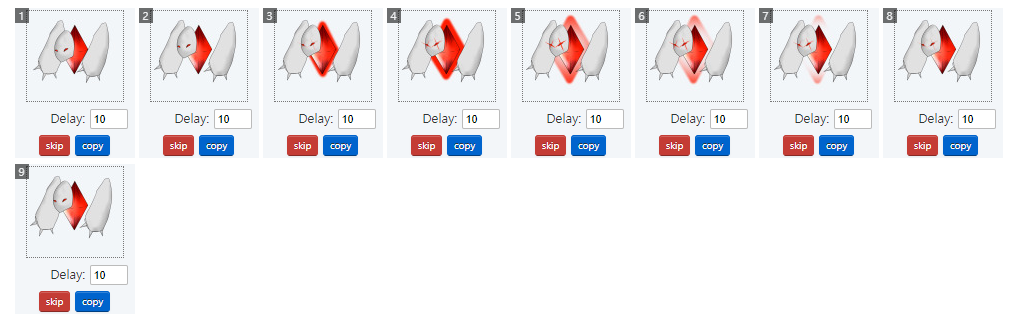 1 2 3 4 5 6 7 8
Delay: 10 Delay: 10 Delay: 10 Delay: 10 Delay: 10 Delay: 10 Delay: 10 Delay: 10
skip copy skip copy skip copy skip copy skip copy skip copy skip copy skip copy
9
Delay: 10
skip copy